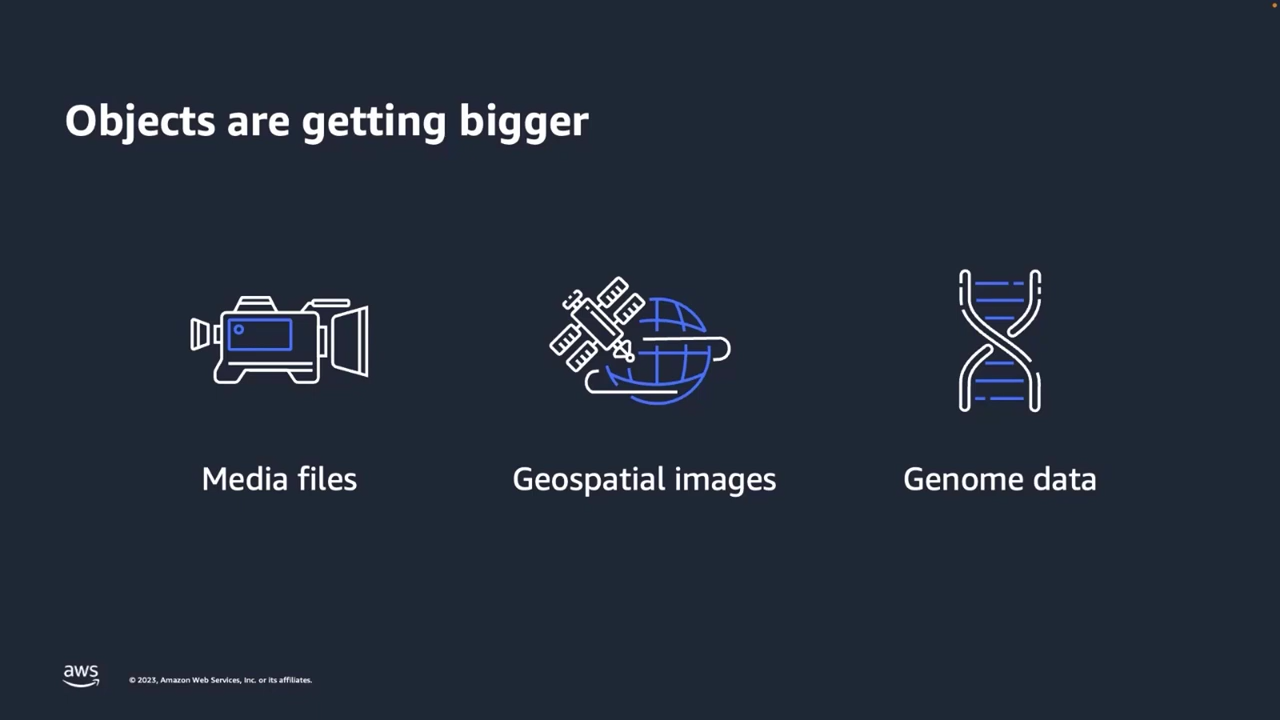 Objects are getting bigger
Media files
Geospatial images
Genome data
aws
© 2023, Amazon Web Services, Inc. or its affiliates.